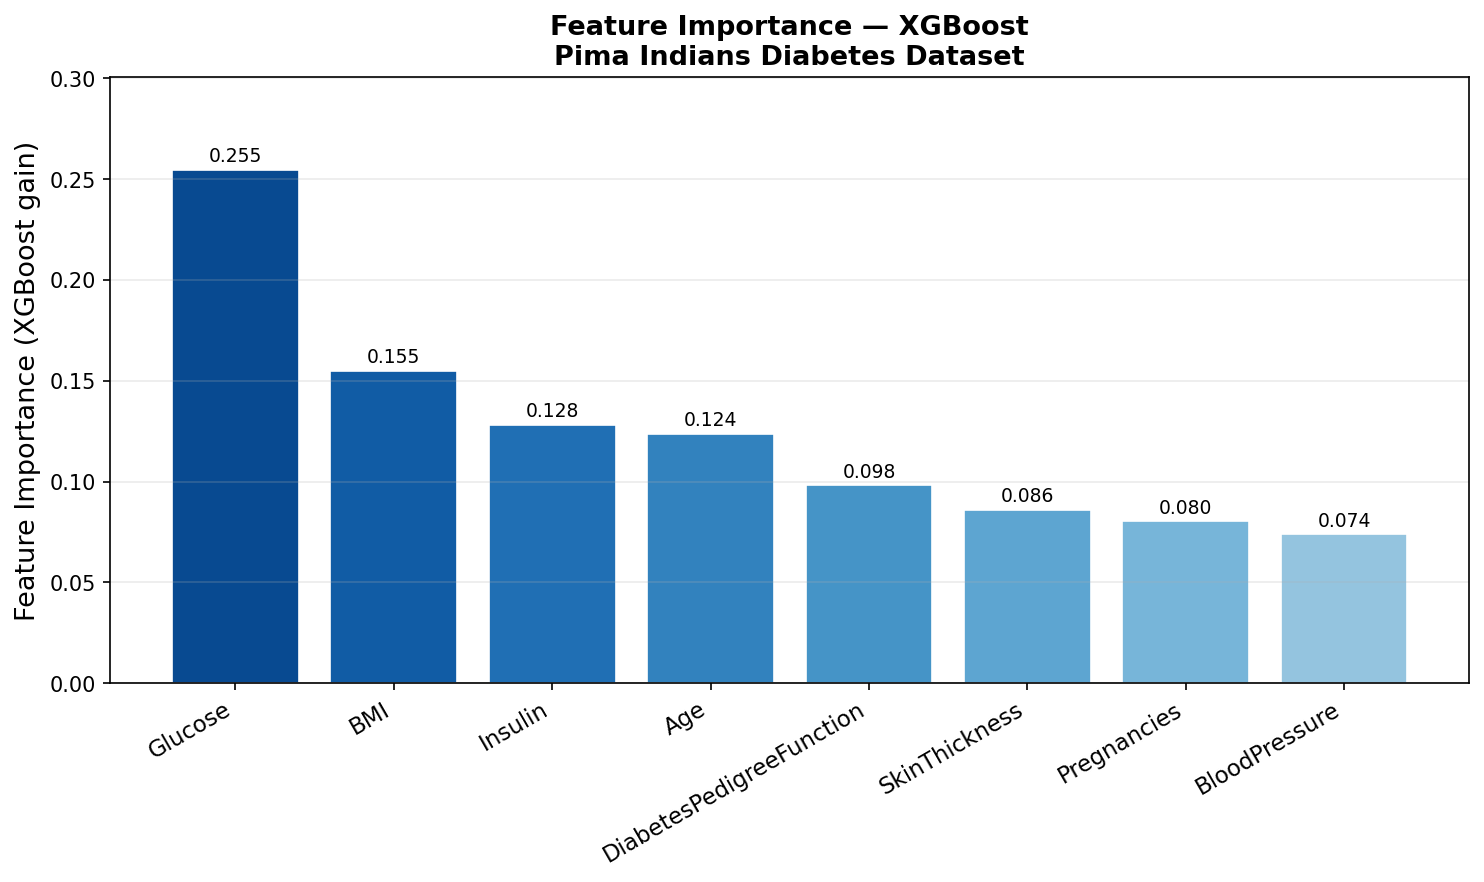 Feature Importance — XGBoost
Pima Indians Diabetes Dataset
Feature Importance (XGBoost gain)
0.30
0.25
0.20
0.15
0.10
0.05
0.00
0.255
0.155
0.128
0.124
0.098
0.086
0.080
0.074
Glucose
BMI
Insulin
Age
DiabetesPedigreeFunction
SkinThickness
Pregnancies
BloodPressure